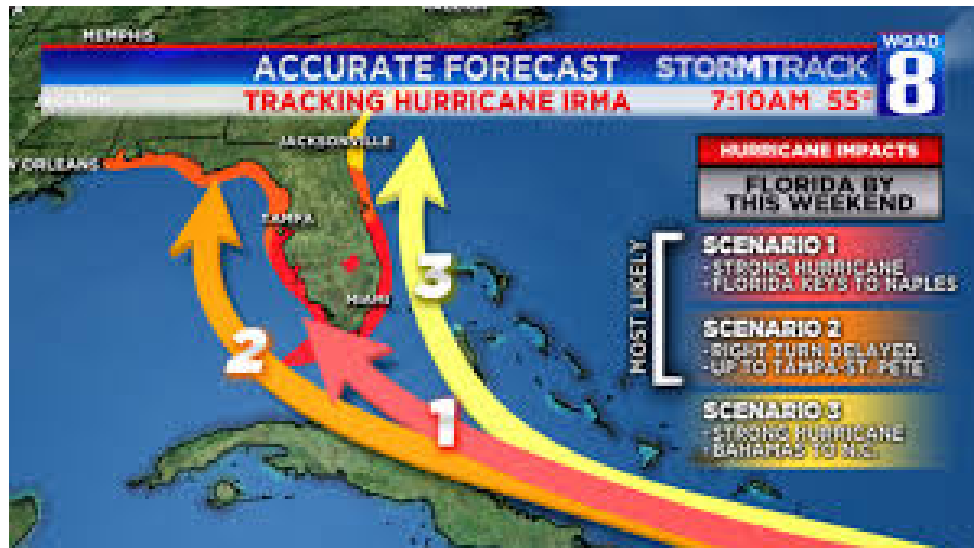 MEMPHIS
WQAD
8
ACCURATE FORECAST
STORMTRACK
TRACKING HURRICANE IRMA
7:10AM 55°
JACKSONVILLE
ORLEANS
TAMPA
MIAMI
1
2
3
HURRICANE IMPACTS
FLORIDA BY
THIS WEEKEND
MOST LIKELY
SCENARIO 1
-STRONG HURRICANE
-FLORIDA KEYS TO NAPLES
SCENARIO 2
-RIGHT TURN DELAYED
-UP TO TAMPA-ST. PETE
SCENARIO 3
-STRONG HURRICANE
-BAHAMAS TO N.C.